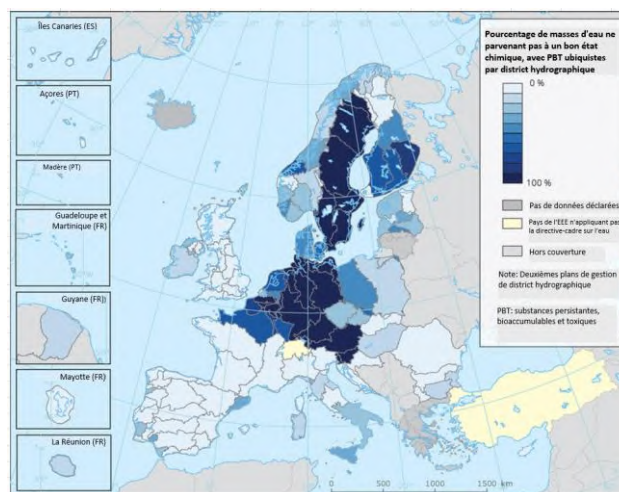 Îles Canaries (ES)
Açores (PT)
Madère (PT)
Guadeloupe et
Martinique (FR)
Guyane (FR))
Mayotte (FR)
La Réunion (FR)
Pourcentage de masses d'eau ne
parvenant pas à un bon état
chimique, avec PBT ubiquistes
par district hydrographique
0 %
100 %
Pas de données déclarées
Pays de l'EEE n'appliquant pas
la directive-cadre sur l'eau
Hors couverture
Note: Deuxièmes plans de gestion
de district hydrographique
PBT: substances persistantes,
bioaccumulables et toxiques
0 500 1000 1500 km